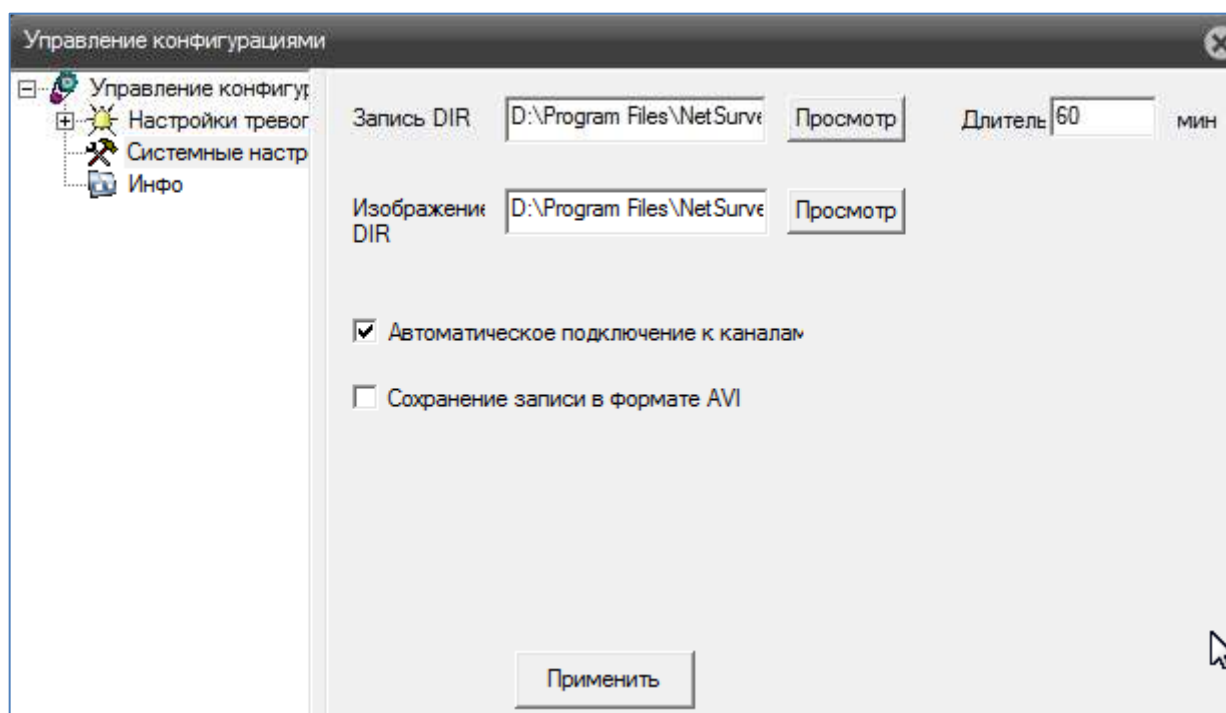 Управление конфигурациями
Управление конфигур
Настройки тревог
Системные настр
Инфо
Запись DIR D:\Program Files\NetSurve Просмотр Длитель 60 мин
Изображение DIR D:\Program Files\NetSurve Просмотр
Автоматическое подключение к каналам
Сохранение записи в формате AVI
Применить